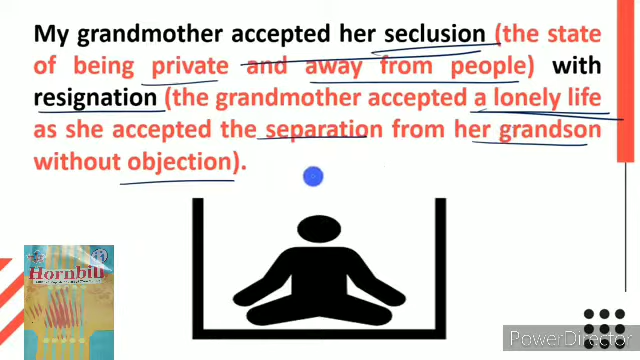 My grandmother accepted her seclusion (the state
of being private and away from people) with
resignation (the grandmother accepted a lonely life
as she accepted the separation from her grandson
without objection).
Hornbill
PowerDirector